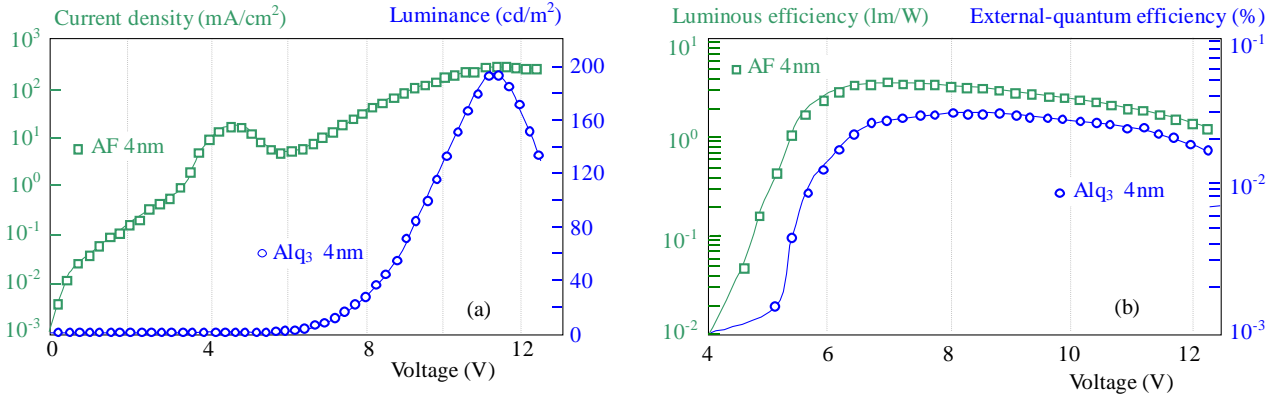 Current density (mA/cm²) Luminance (cd/m²)
10³
10²
10¹
10⁰
10⁻¹
10⁻²
10⁻³
AF 4nm
Alq₃ 4nm
(a)
200
160
120
80
40
0
0 4 8 12
Voltage (V)
Luminous efficiency (lm/W) External-quantum efficiency (%)
10¹
10⁰
10⁻¹
10⁻²
AF 4nm
Alq₃ 4nm
(b)
10⁻¹
10⁻²
10⁻³
4 6 8 10 12
Voltage (V)